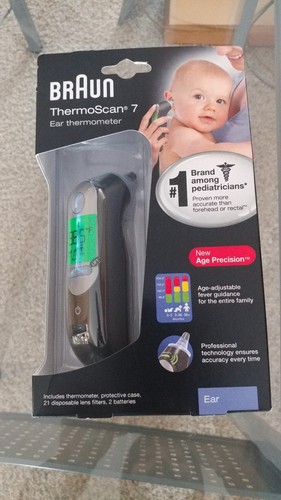 BRAUN
ThermoScan® 7
Ear thermometer
#1
Brand
among
pediatricians*
Proven more
accurate than
forehead or rectal**
New
Age Precision™
Age-adjustable
fever guidance
for the entire family
Professional
technology ensures
accuracy every time
Includes thermometer, protective case,
21 disposable lens filters, 2 batteries
Ear